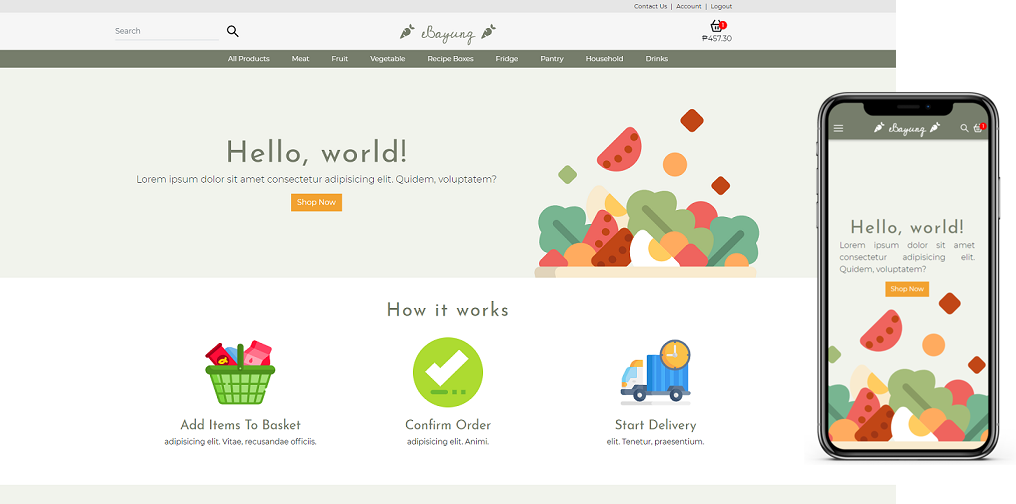 Contact Us | Account | Logout
Search
eBayung
1
₱457.30
All Products Meat Fruit Vegetable Recipe Boxes Fridge Pantry Household Drinks
Hello, world!
Lorem ipsum dolor sit amet consectetur adipisicing elit. Quidem, voluptatem?
Shop Now
How it works
Add Items To Basket
adipisicing elit. Vitae, recusandae officiis.
Confirm Order
adipisicing elit. Animi.
Start Delivery
elit. Tenetur, praesentium.
eBayung
1
Hello, world!
Lorem ipsum dolor sit amet
consectetur adipisicing elit.
Quidem, voluptatem?
Shop Now